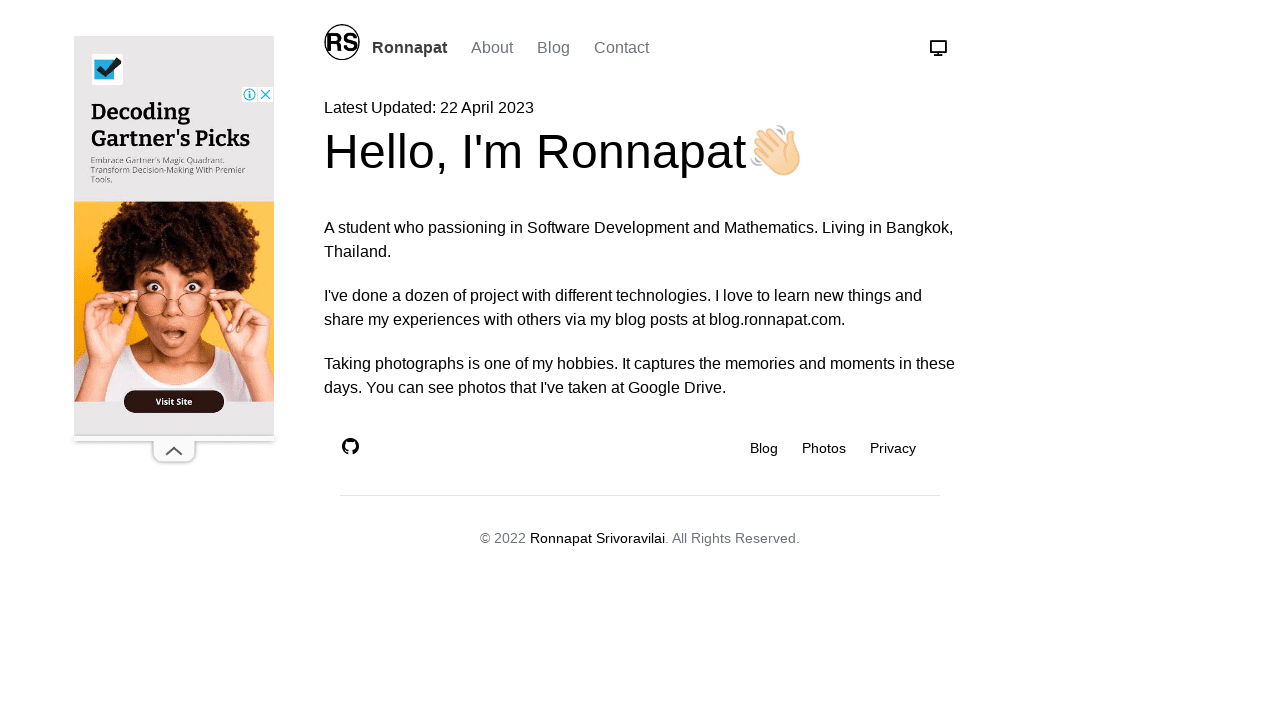 RS
Ronnapat About Blog Contact
Decoding
Gartner's Picks
Embrace Gartner's Magic Quadrant.
Transform Decision-Making With Premier
Tools.
Visit Site
Latest Updated: 22 April 2023
Hello, I'm Ronnapat👋🏻
A student who passioning in Software Development and Mathematics. Living in Bangkok,
Thailand.
I've done a dozen of project with different technologies. I love to learn new things and
share my experiences with others via my blog posts at blog.ronnapat.com.
Taking photographs is one of my hobbies. It captures the memories and moments in these
days. You can see photos that I've taken at Google Drive.
Blog Photos Privacy
© 2022 Ronnapat Srivoravilai. All Rights Reserved.